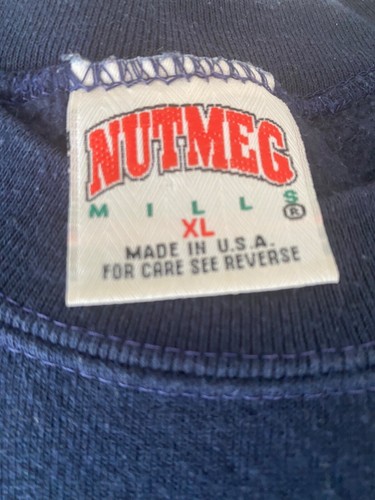 NUTMEG
MILLS®
XL
MADE IN U.S.A.
FOR CARE SEE REVERSE